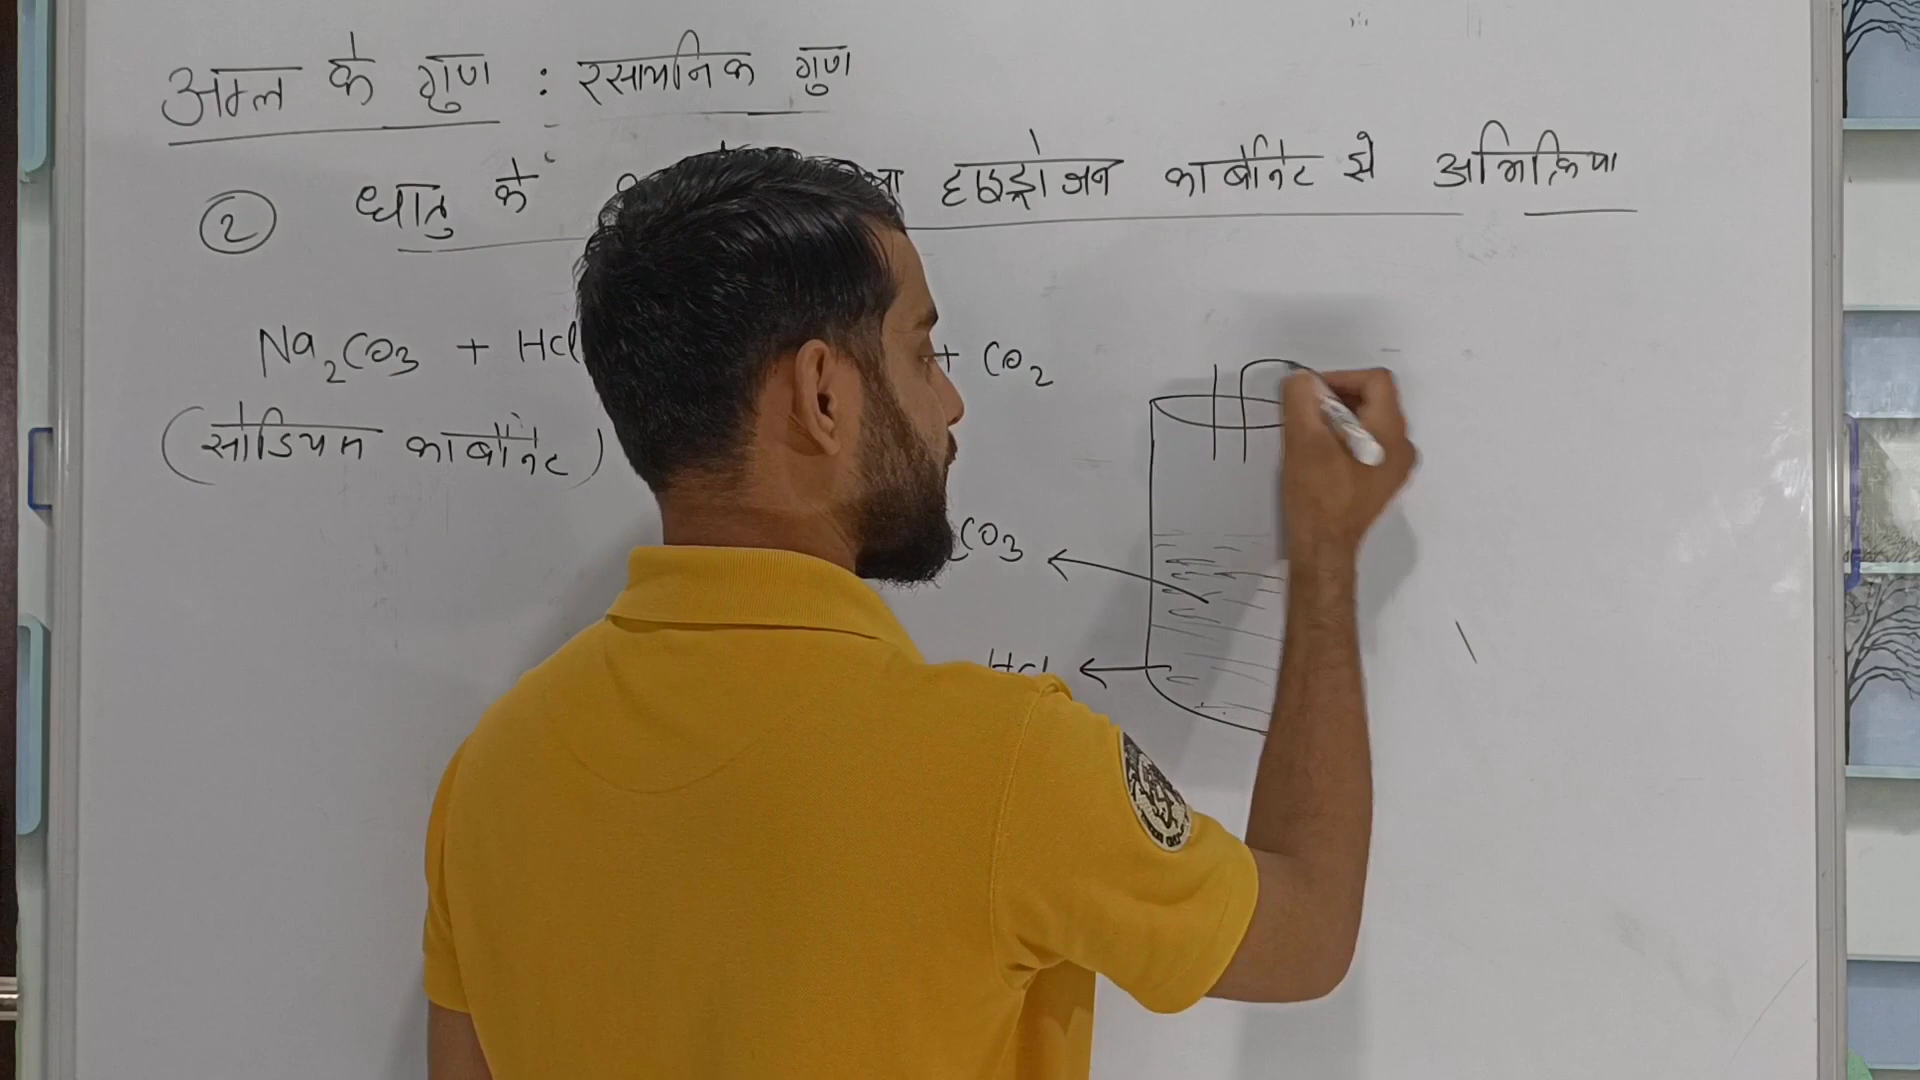 अम्ल के गुण : रसायनिक गुण
② धातु के हाइड्रोजन कार्बोनेट से अभिक्रिया
Na₂CO₃ + HCl + CO₂
(सोडियम कार्बोनेट)
CO₃
HCl